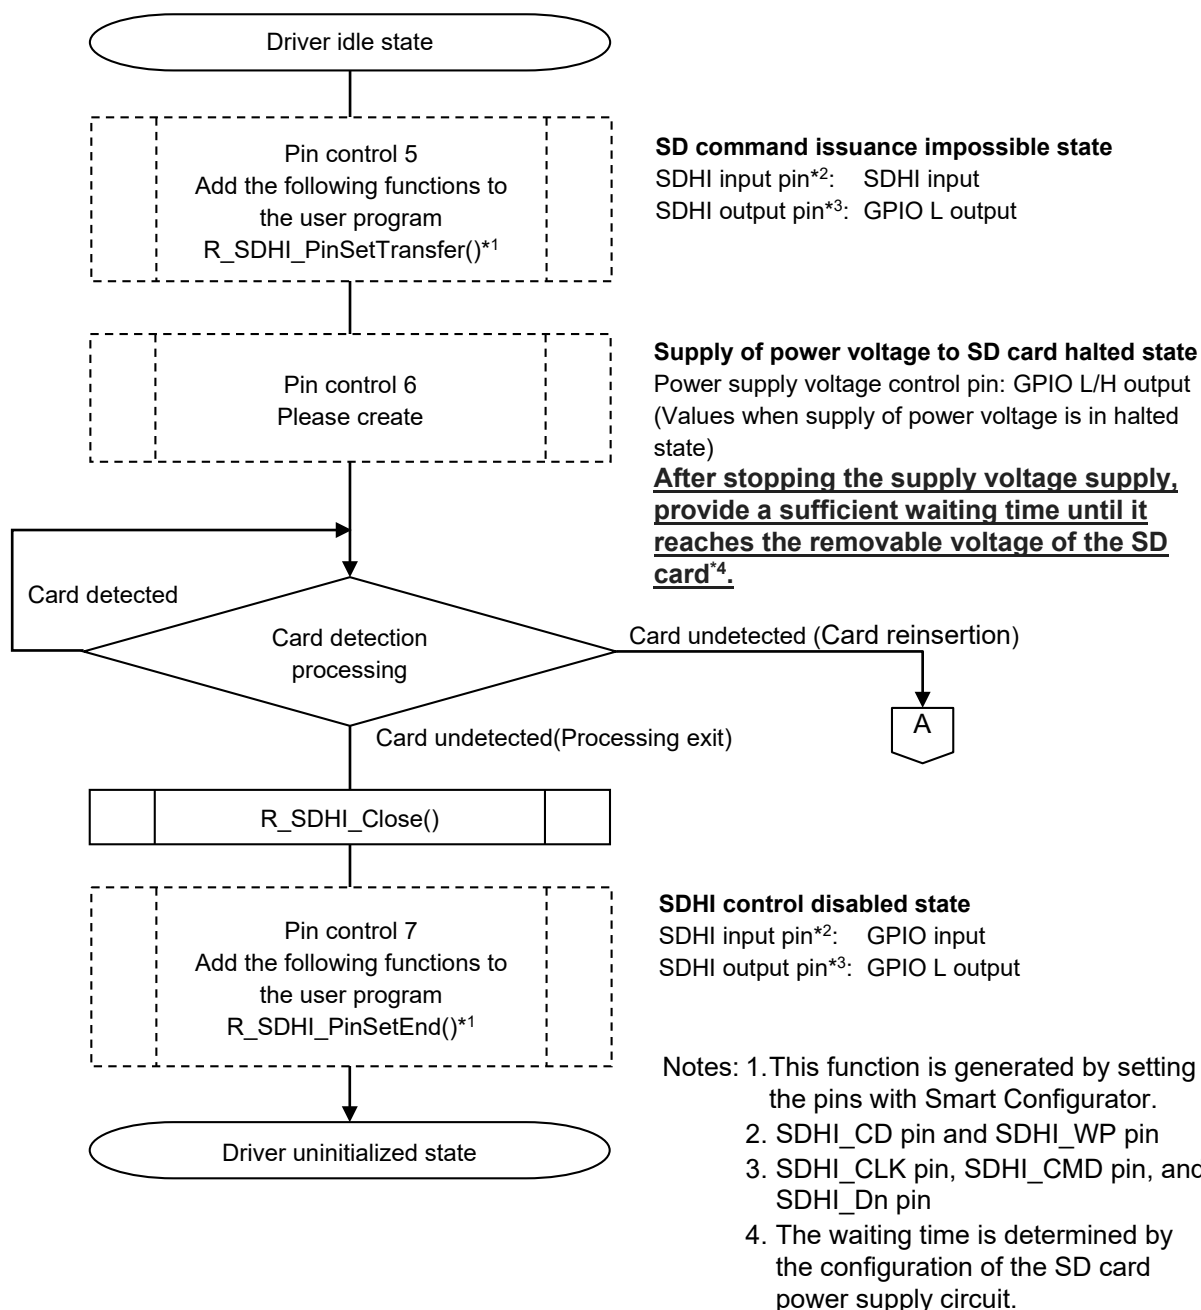 Driver idle state
Pin control 5
Add the following functions to
the user program
R_SDHI_PinSetTransfer()*1
SD command issuance impossible state
SDHI input pin*2: SDHI input
SDHI output pin*3: GPIO L output
Pin control 6
Please create
Supply of power voltage to SD card halted state
Power supply voltage control pin: GPIO L/H output
(Values when supply of power voltage is in halted
state)
After stopping the supply voltage supply,
provide a sufficient waiting time until it
reaches the removable voltage of the SD
card*4.
Card detected
Card detection
processing
Card undetected (Card reinsertion)
A
Card undetected(Processing exit)
R_SDHI_Close()
Pin control 7
Add the following functions to
the user program
R_SDHI_PinSetEnd()*1
SDHI control disabled state
SDHI input pin*2: GPIO input
SDHI output pin*3: GPIO L output
Driver uninitialized state
Notes: 1. This function is generated by setting
the pins with Smart Configurator.
2. SDHI_CD pin and SDHI_WP pin
3. SDHI_CLK pin, SDHI_CMD pin, and
SDHI_Dn pin
4. The waiting time is determined by
the configuration of the SD card
power supply circuit.